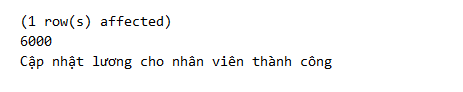 (1 row(s) affected)
6000
Cập nhật lương cho nhân viên thành công